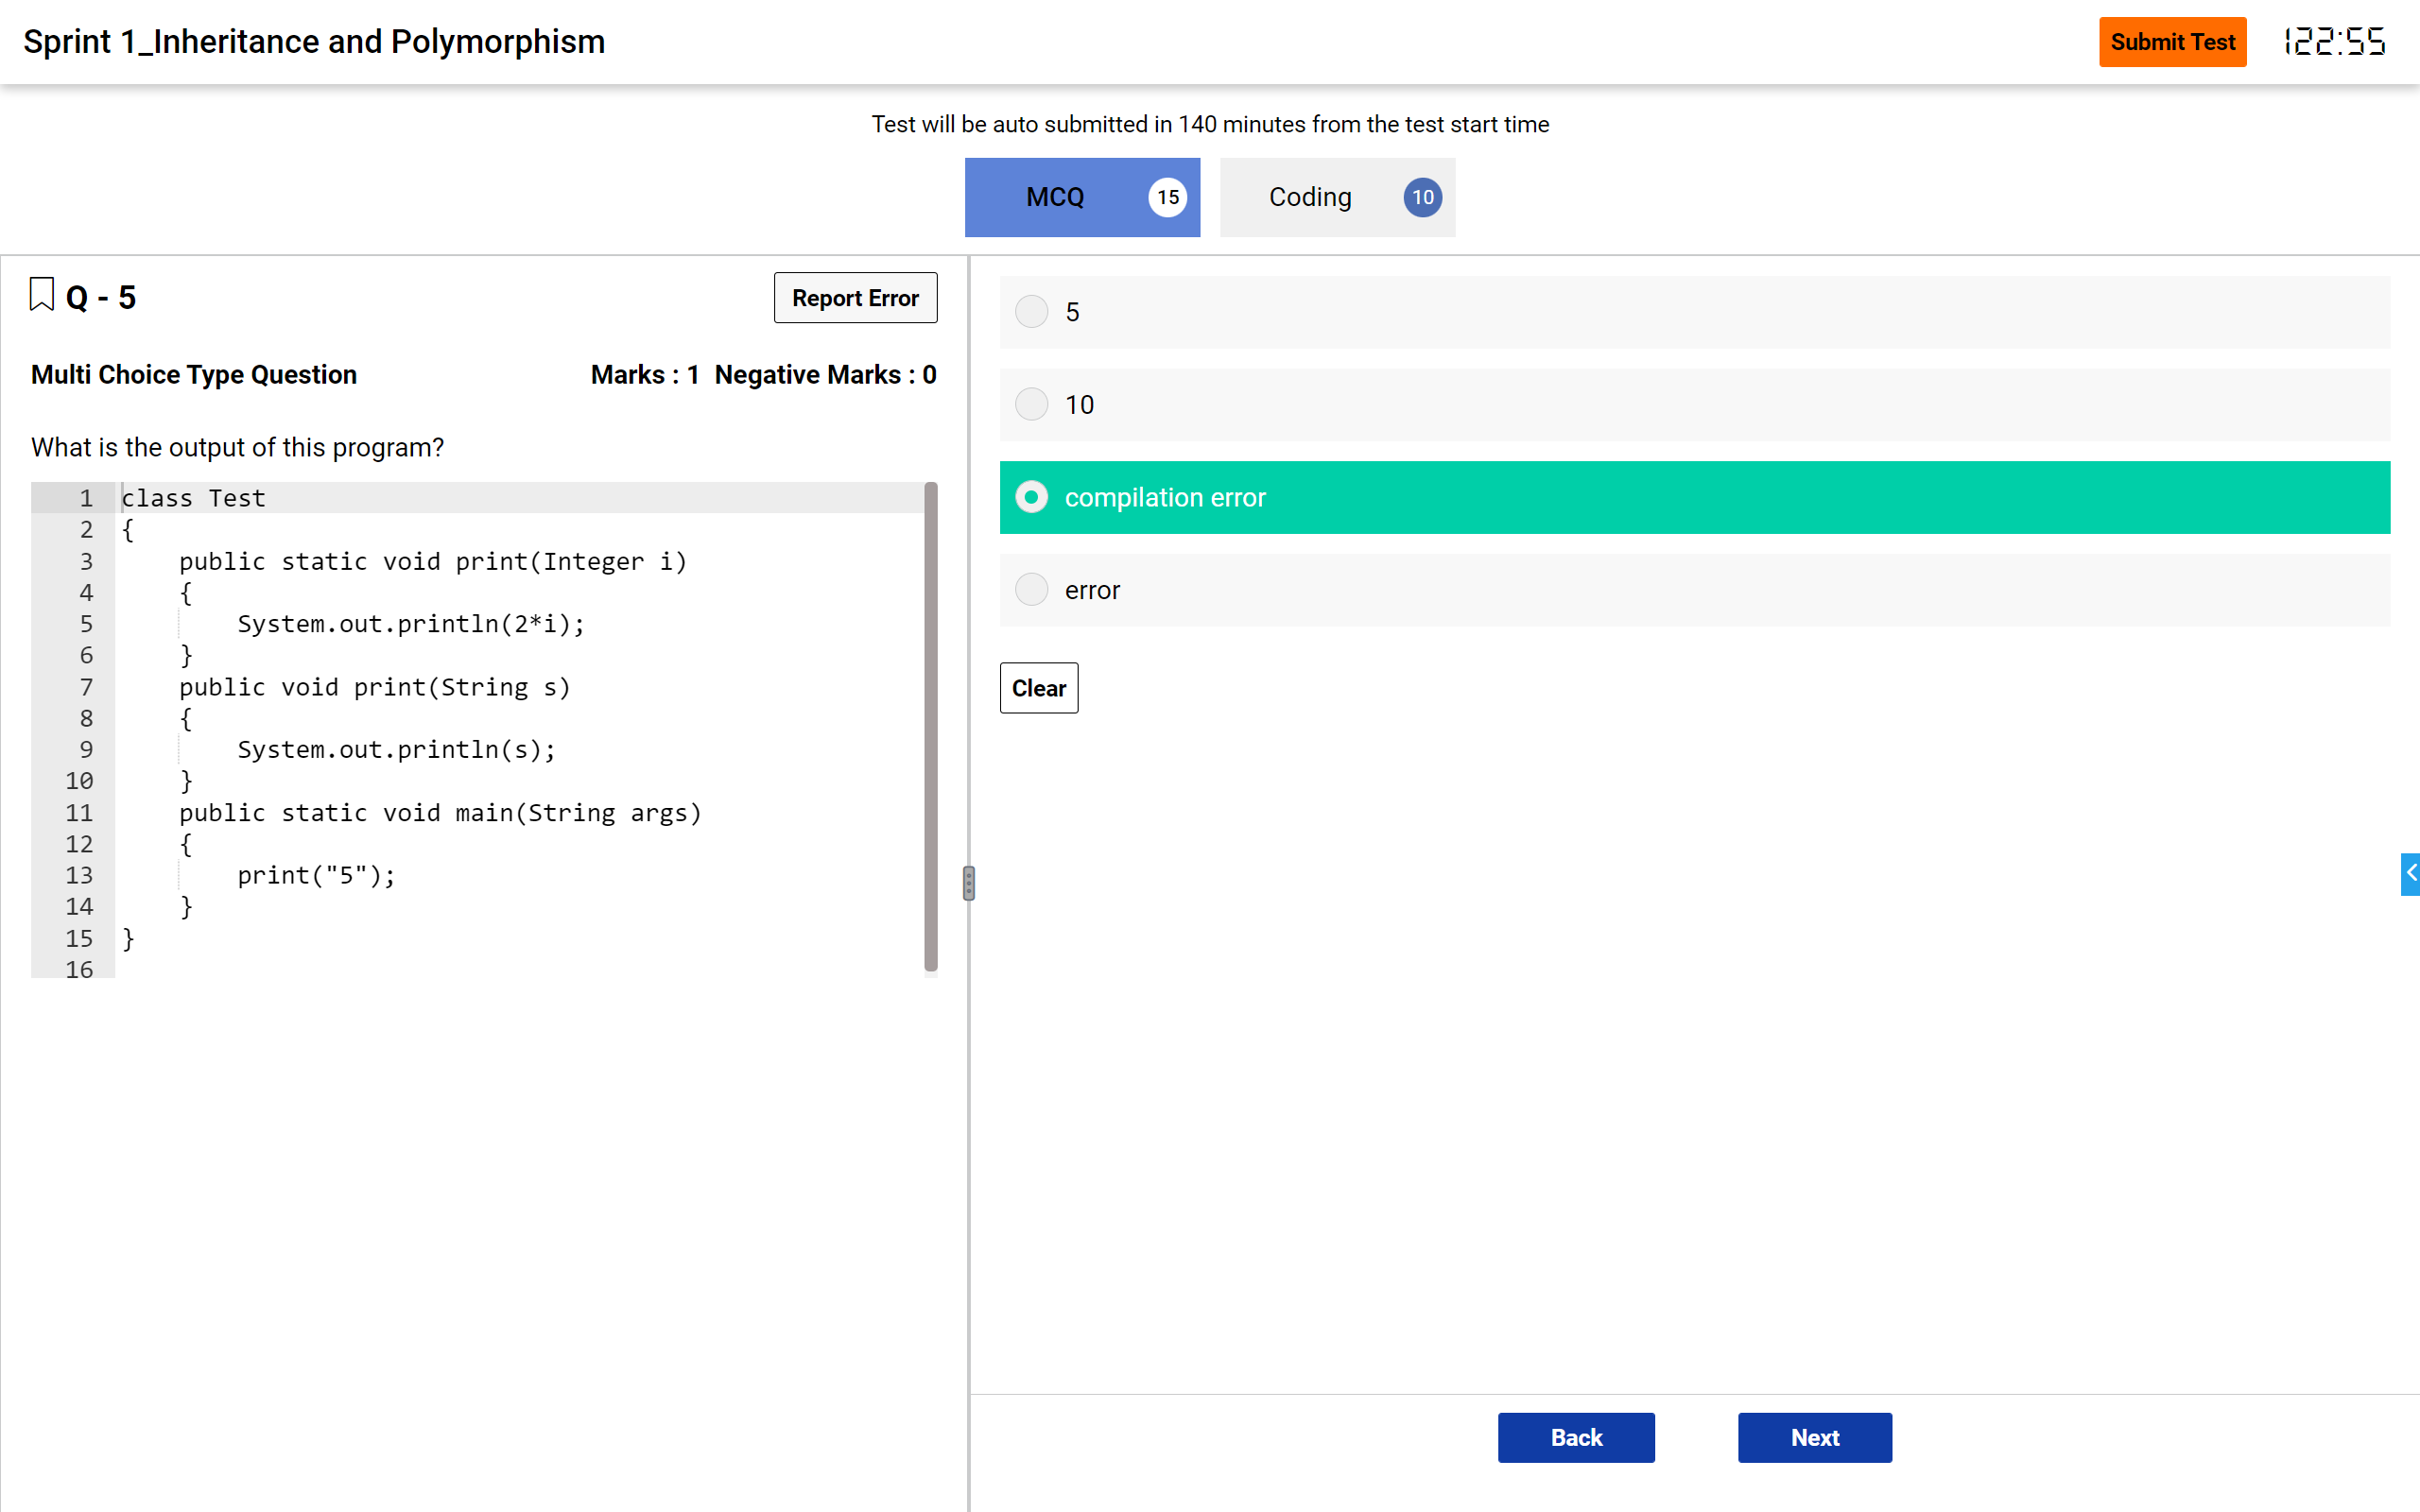 Sprint 1_Inheritance and Polymorphism
Submit Test
122:55
Test will be auto submitted in 140 minutes from the test start time
MCQ 15
Coding 10
Q - 5
Report Error
Multi Choice Type Question
Marks : 1 Negative Marks : 0
What is the output of this program?
1 class Test
2 {
3     public static void print(Integer i)
4     {
5         System.out.println(2*i);
6     }
7     public void print(String s)
8     {
9         System.out.println(s);
10     }
11     public static void main(String args)
12     {
13         print("5");
14     }
15 }
16
5
10
compilation error
error
Clear
Back
Next